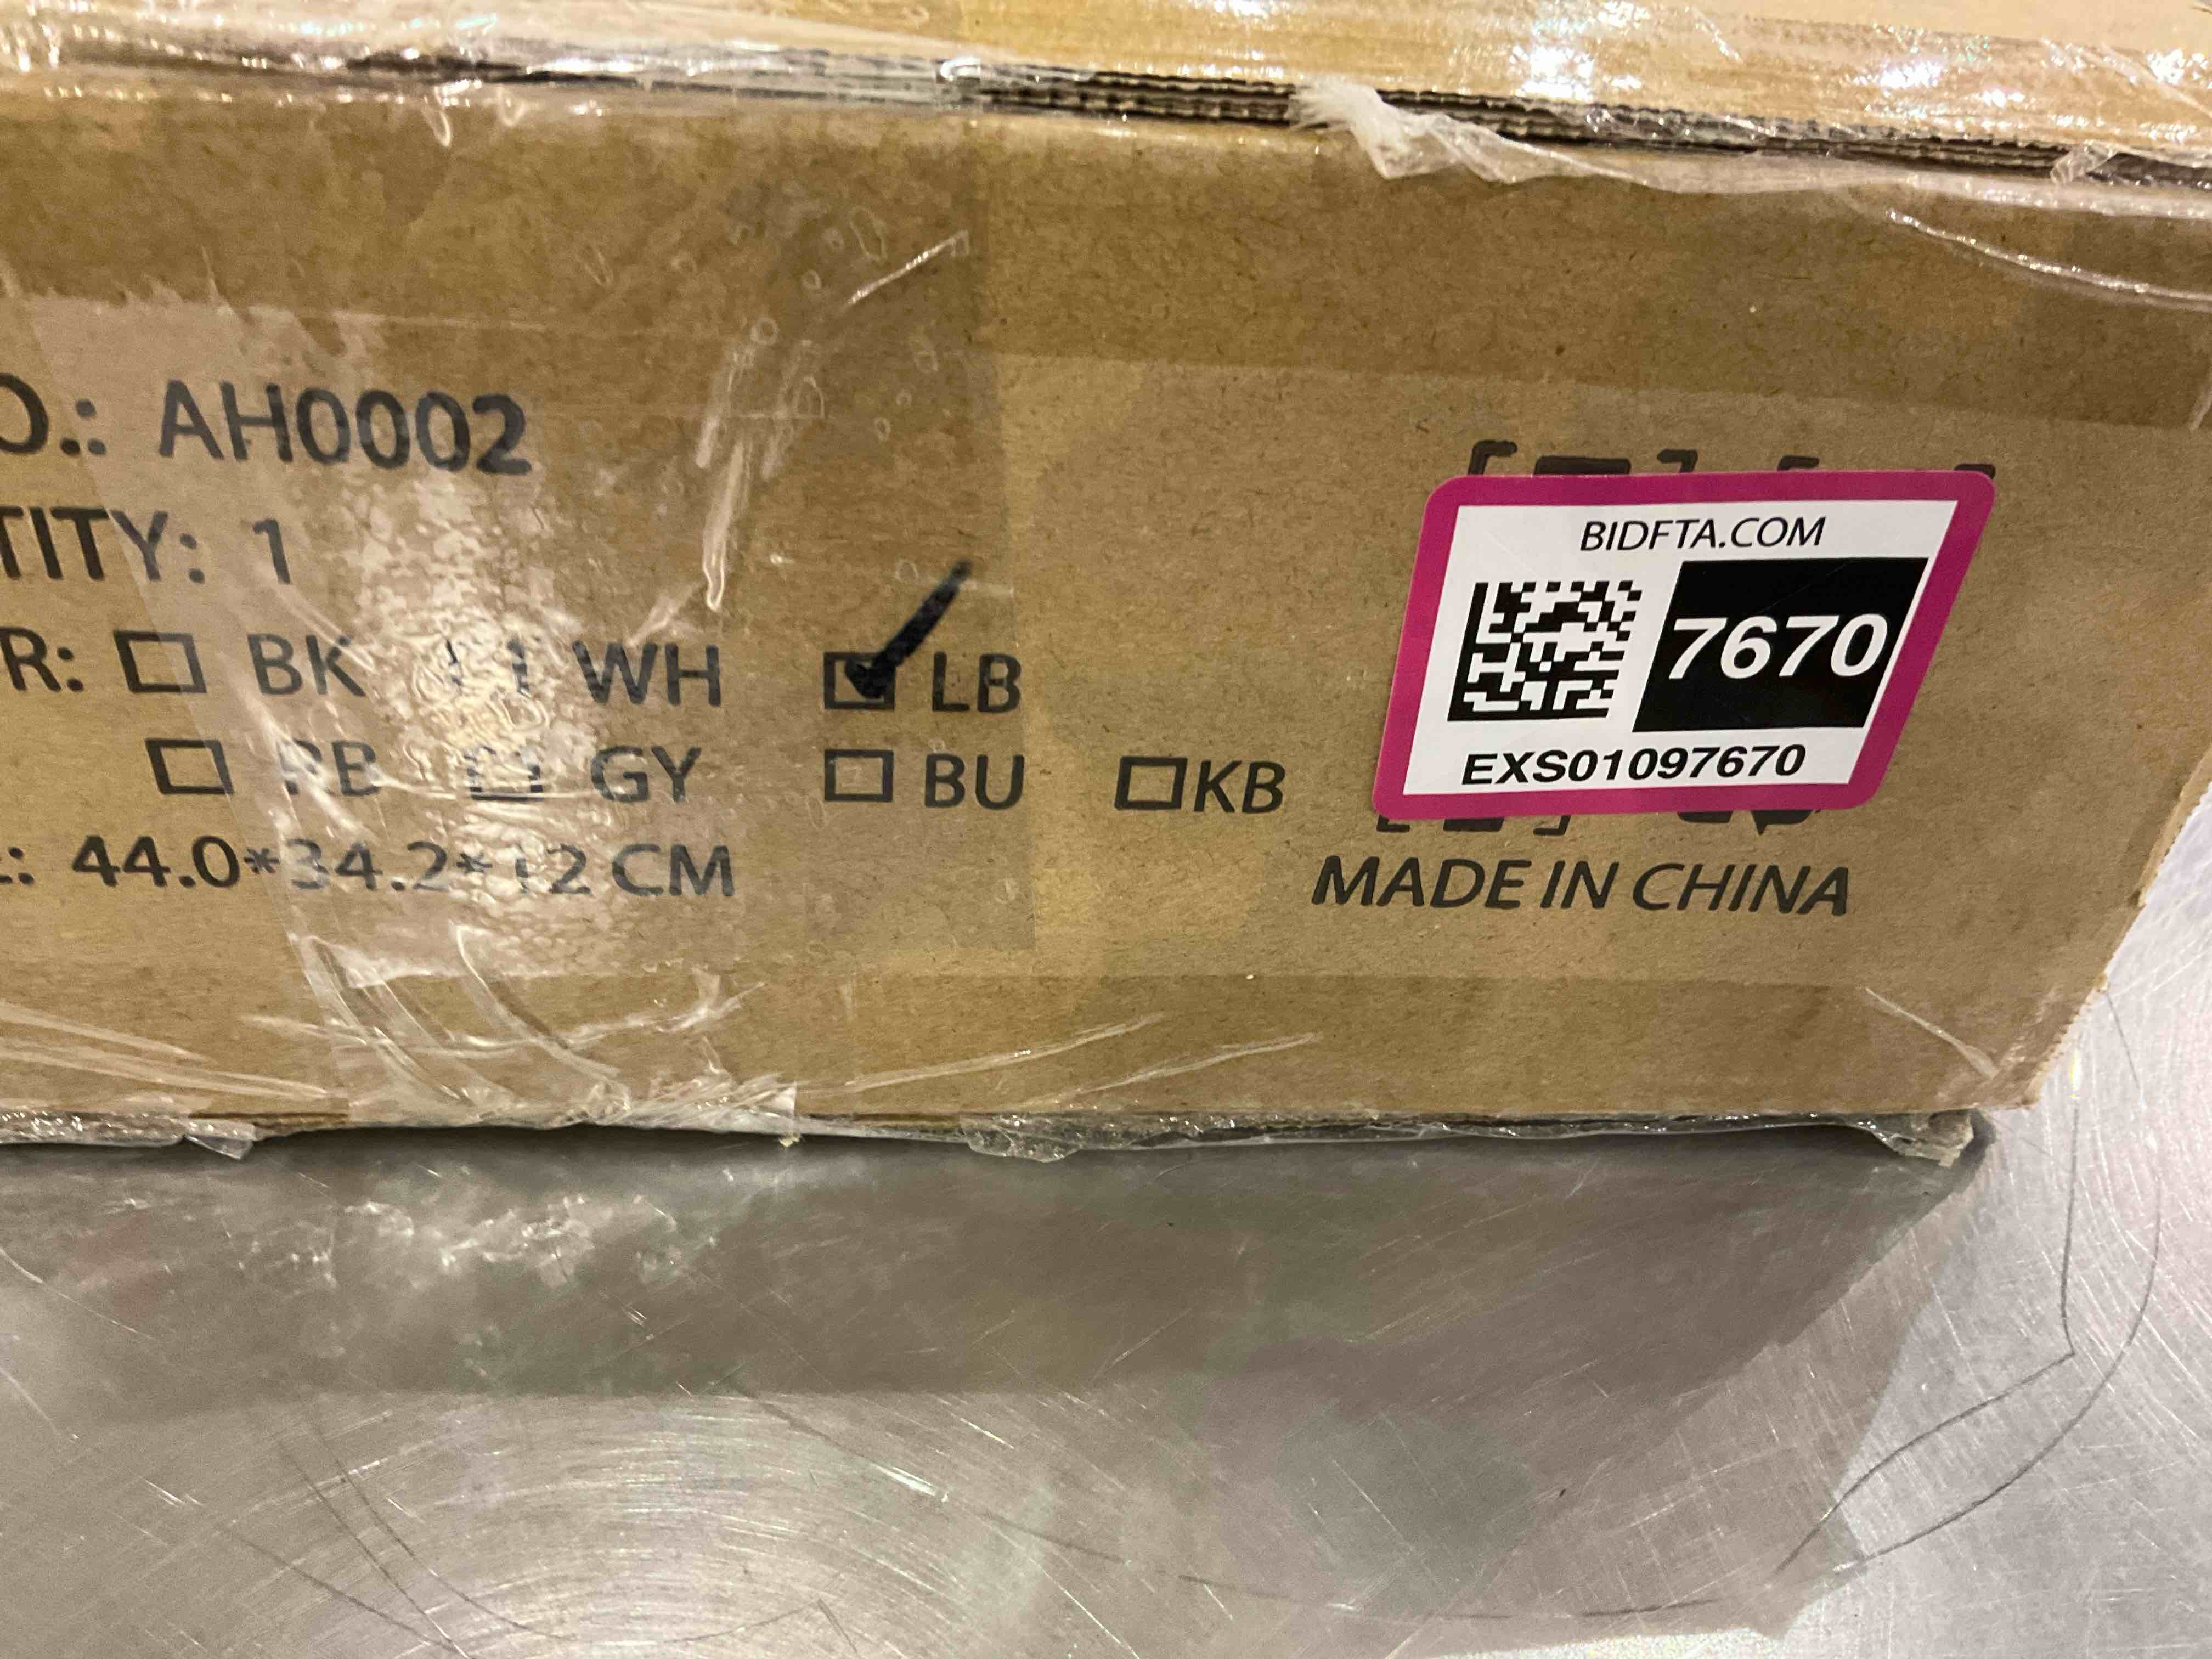 O.: AH0002
TITY: 1
R: BK WH LB
RB GY BU KB
: 44.0*34.2*12 CM
MADE IN CHINA
BIDFTA.COM
7670
EXS01097670